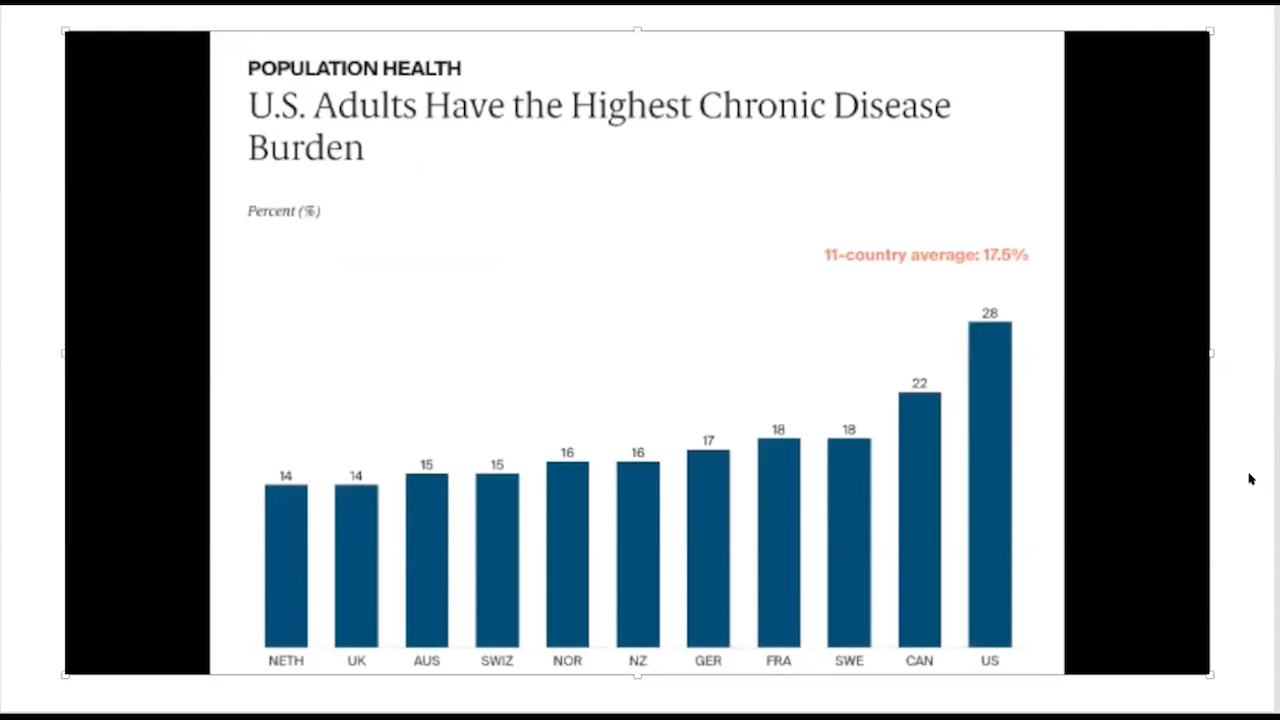 POPULATION HEALTH
U.S. Adults Have the Highest Chronic Disease
Burden
Percent (%)
11-country average: 17.5%
28
22
18
18
17
16
16
15
15
14
14
NETH UK AUS SWIZ NOR NZ GER FRA SWE CAN US